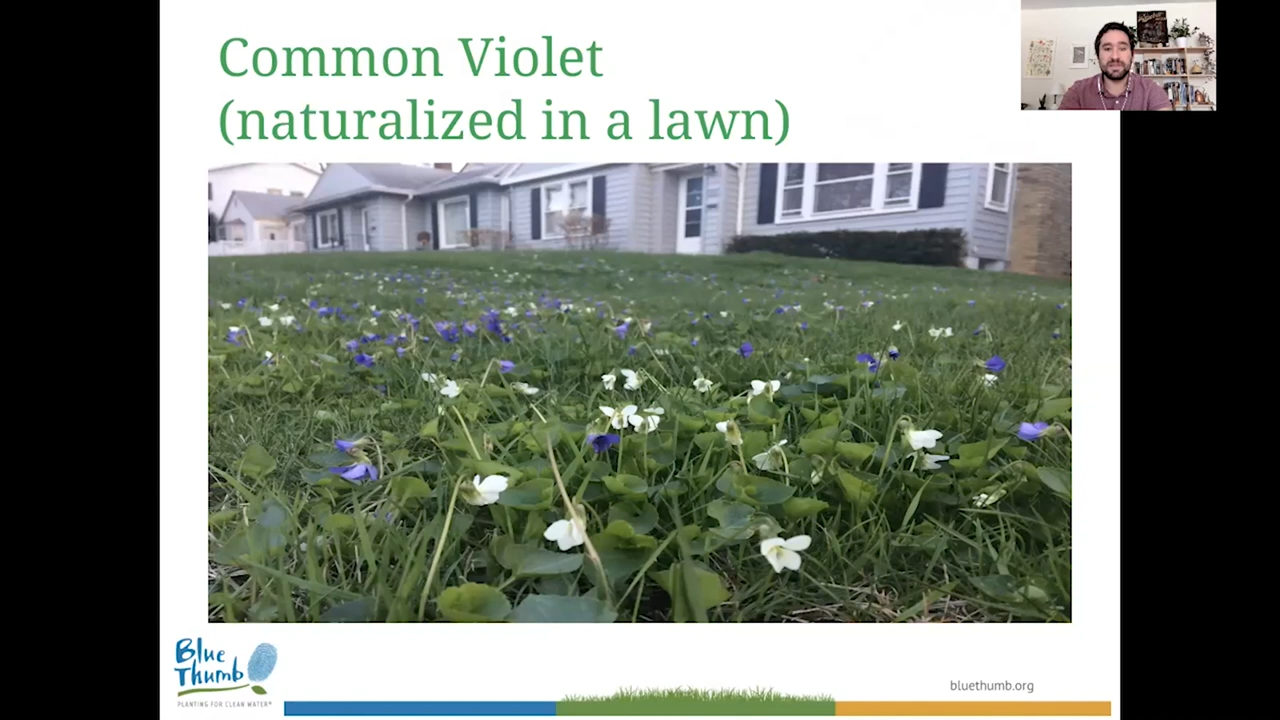 Common Violet
(naturalized in a lawn)
Blue
Thumb
PLANTING FOR CLEAN WATER®
bluethumb.org